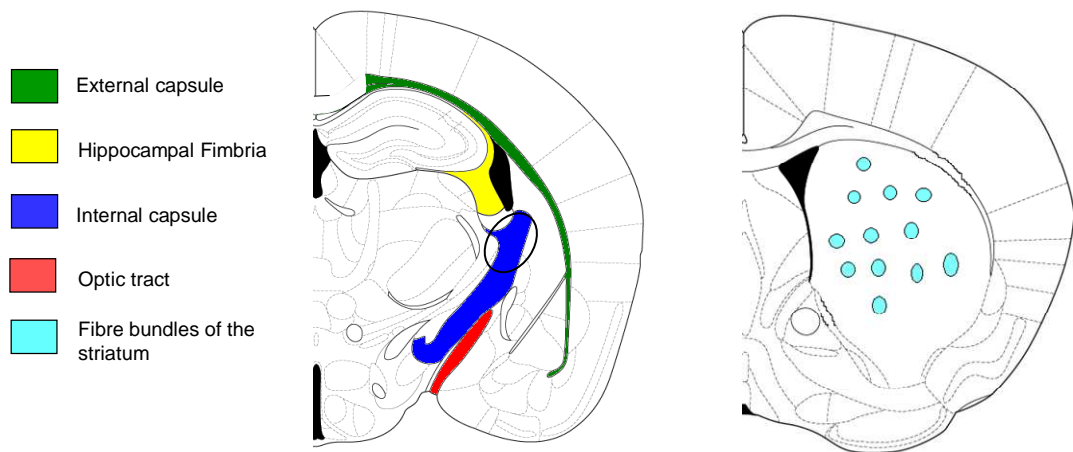 External capsule
Hippocampal Fimbria
Internal capsule
Optic tract
Fibre bundles of the
striatum